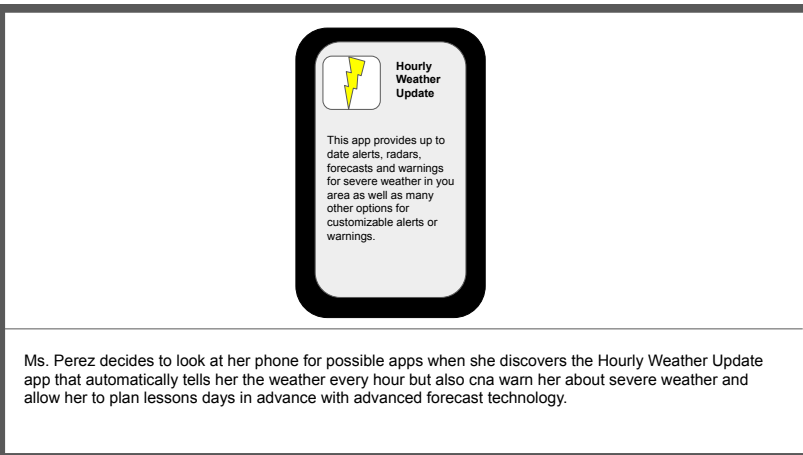 Hourly
Weather
Update
This app provides up to
date alerts, radars,
forecasts and warnings
for severe weather in you
area as well as many
other options for
customizable alerts or
warnings.
Ms. Perez decides to look at her phone for possible apps when she discovers the Hourly Weather Update
app that automatically tells her the weather every hour but also cna warn her about severe weather and
allow her to plan lessons days in advance with advanced forecast technology.